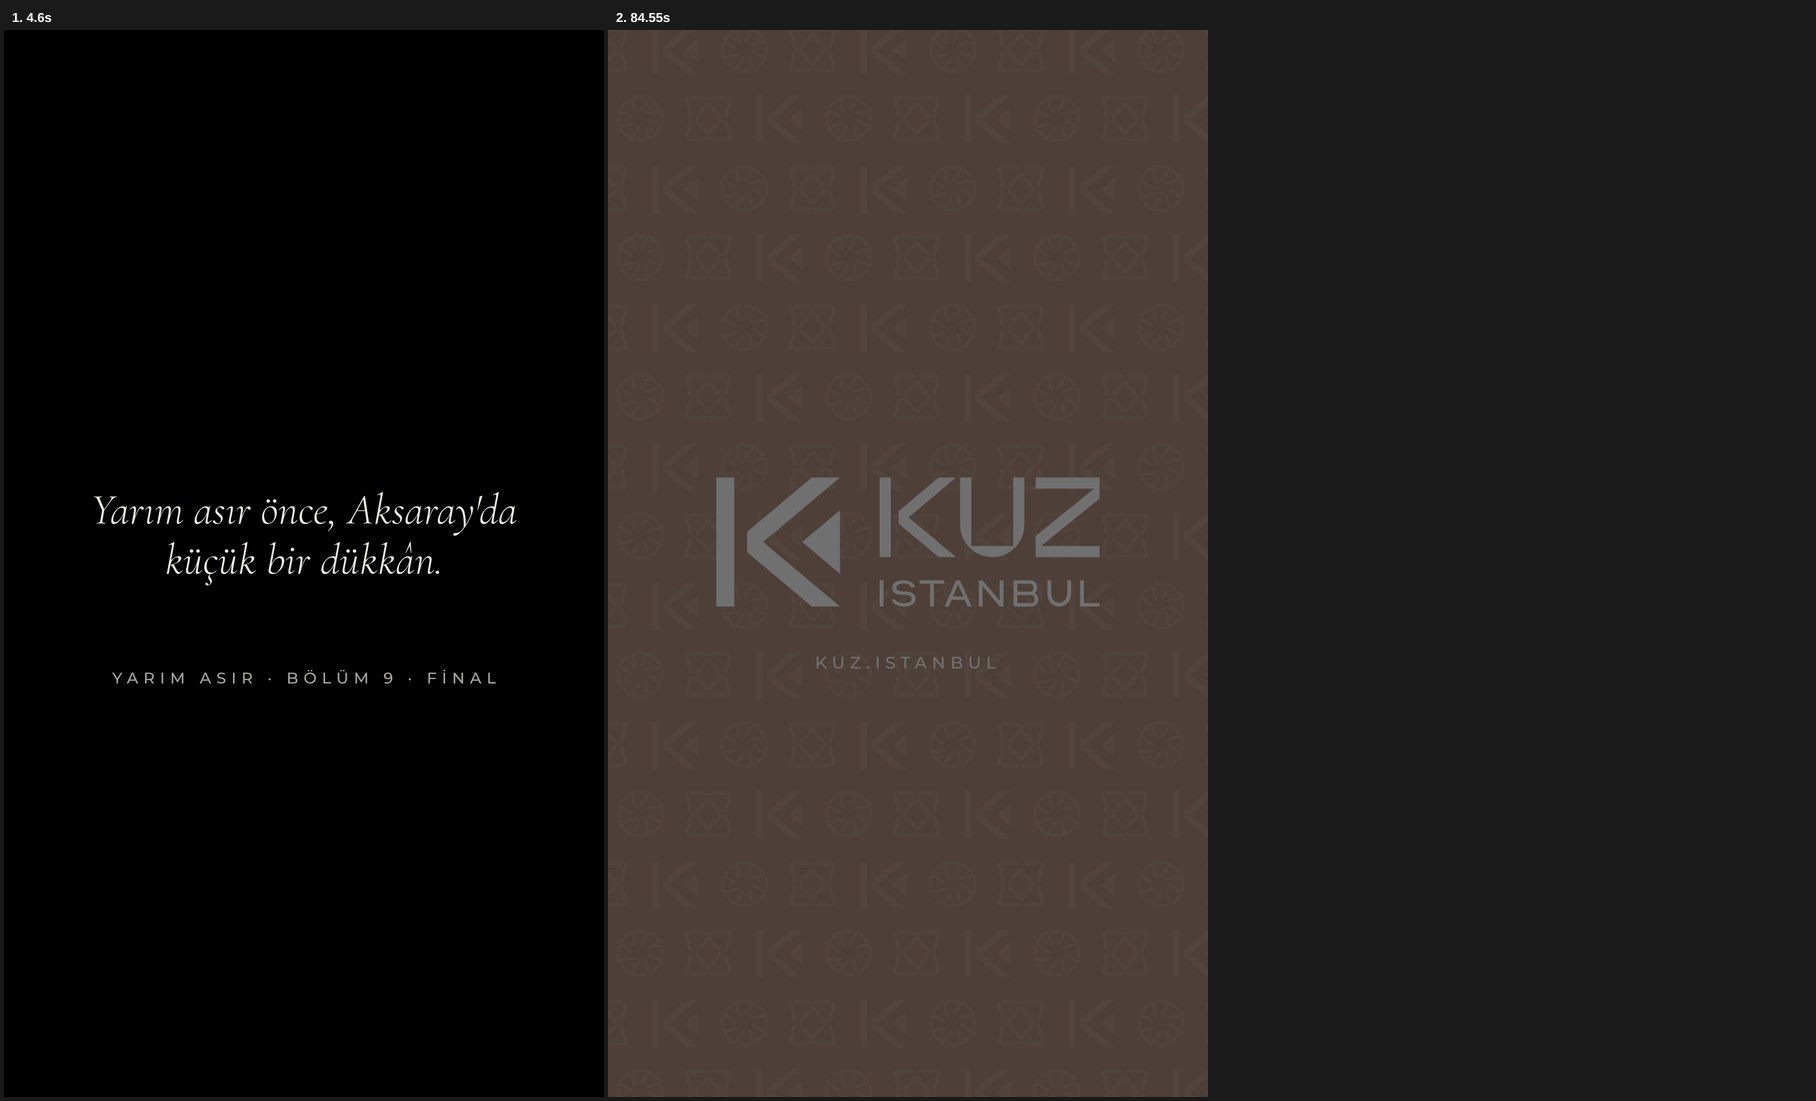 1. 4.6s
Yarım asır önce, Aksaray'da
küçük bir dükkân.
YARIM ASIR · BÖLÜM 9 · FİNAL
2. 84.55s
KUZ
ISTANBUL
KUZ.ISTANBUL